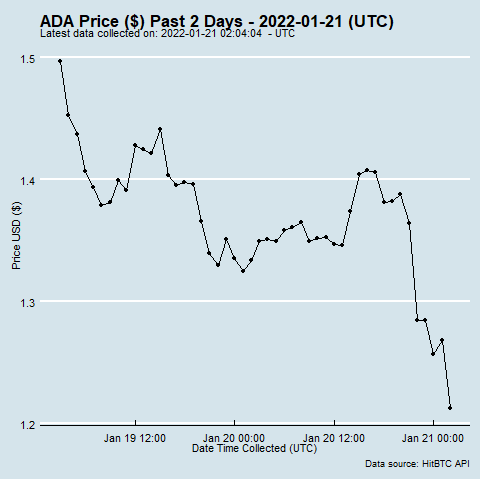 ADA Price ($) Past 2 Days - 2022-01-21 (UTC)
Latest data collected on: 2022-01-21 02:04:04 - UTC
1.5
1.4
1.3
1.2
Price USD ($)
Jan 19 12:00 Jan 20 00:00 Jan 20 12:00 Jan 21 00:00
Date Time Collected (UTC)
Data source: HitBTC API